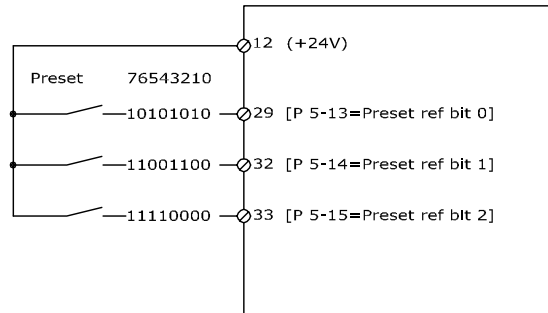 12 (+24V)
Preset 76543210
10101010 29 [P 5-13=Preset ref bit 0]
11001100 32 [P 5-14=Preset ref bit 1]
11110000 33 [P 5-15=Preset ref bit 2]